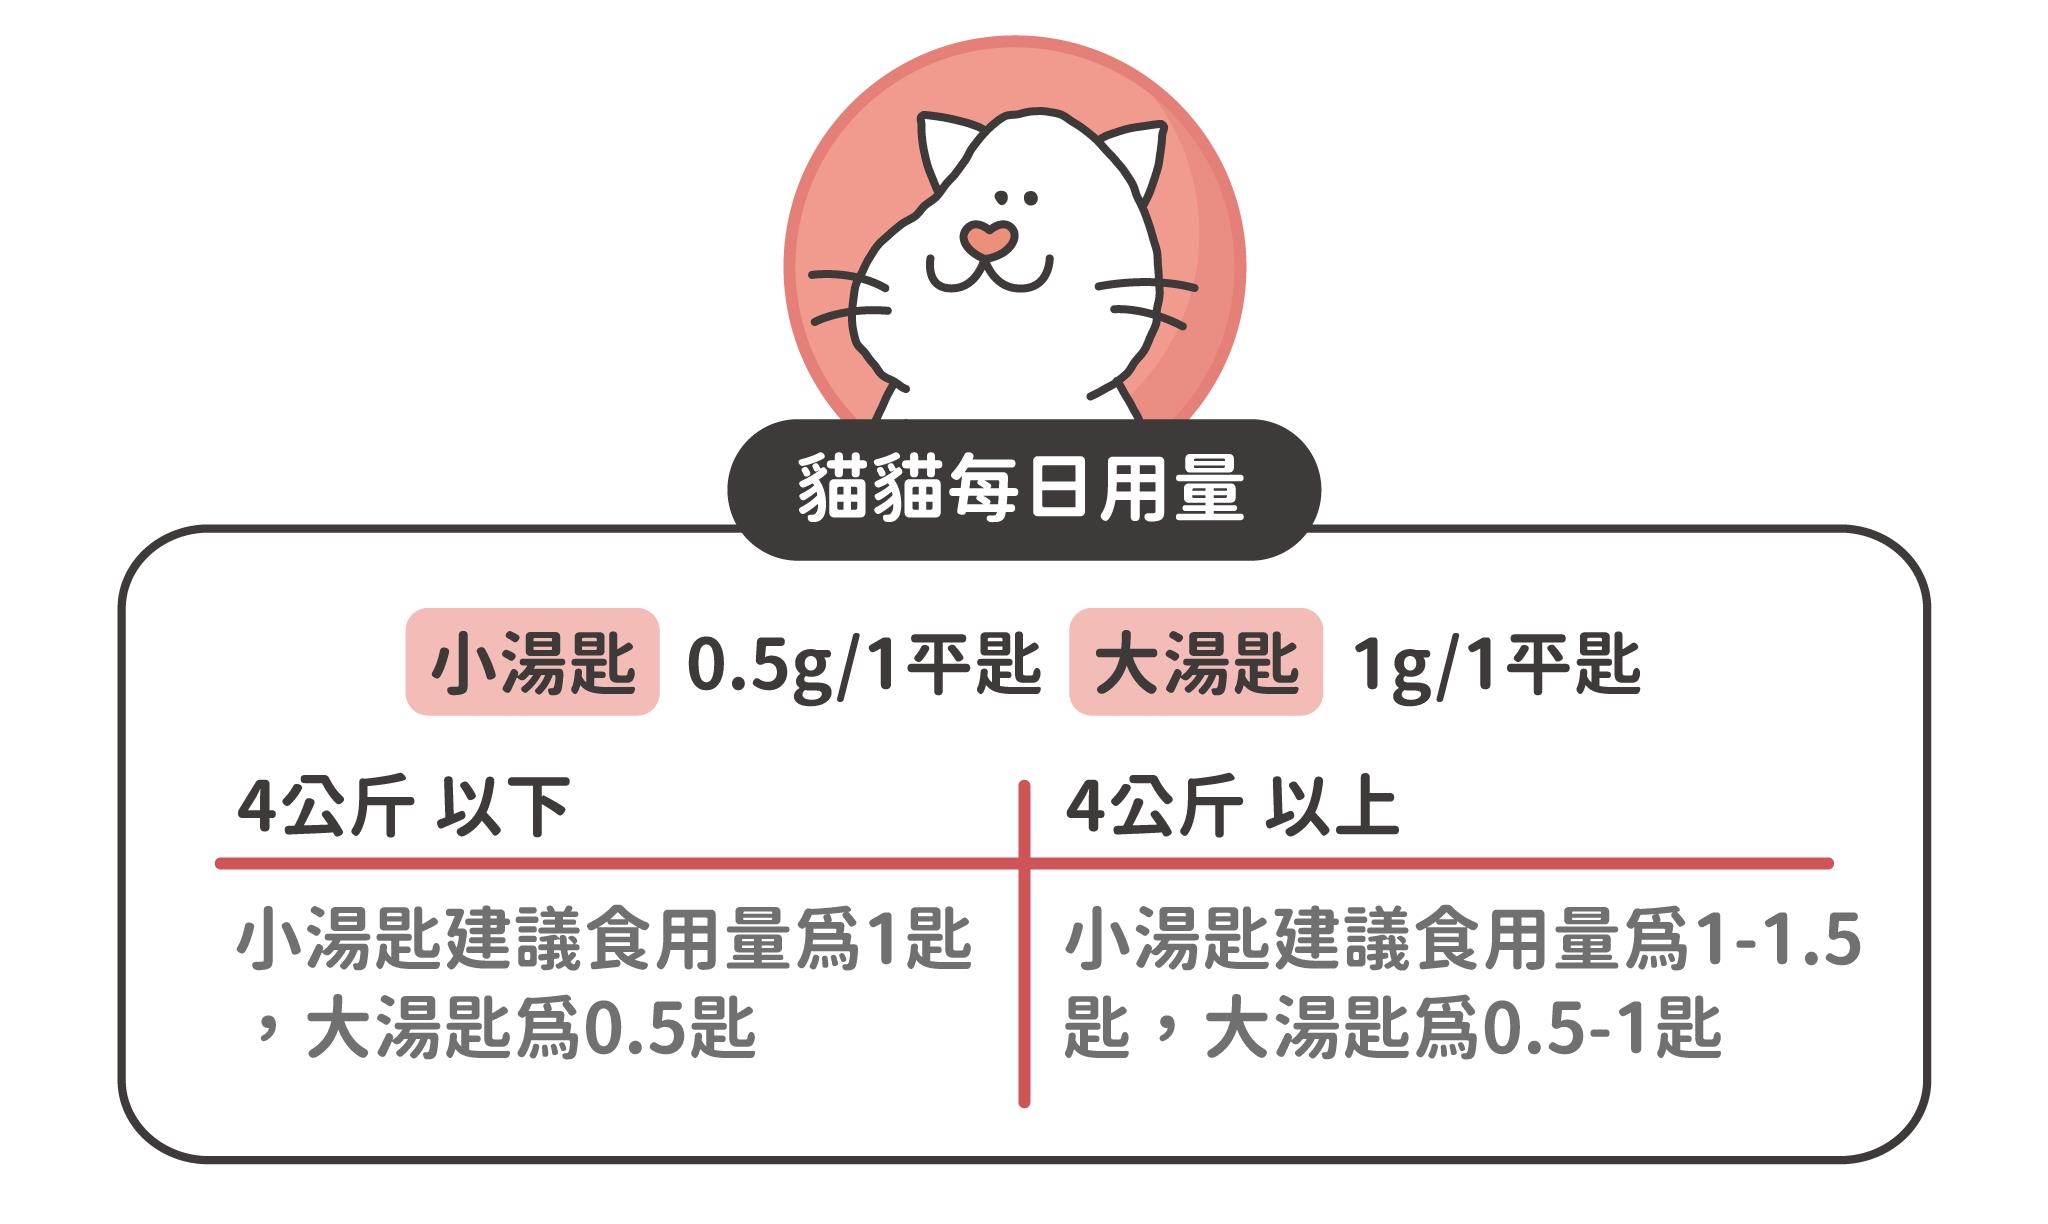 貓貓每日用量
小湯匙 0.5g/1平匙 大湯匙 1g/1平匙
4公斤 以下
小湯匙建議食用量爲1匙
，大湯匙爲0.5匙
4公斤 以上
小湯匙建議食用量爲1-1.5
匙，大湯匙爲0.5-1匙